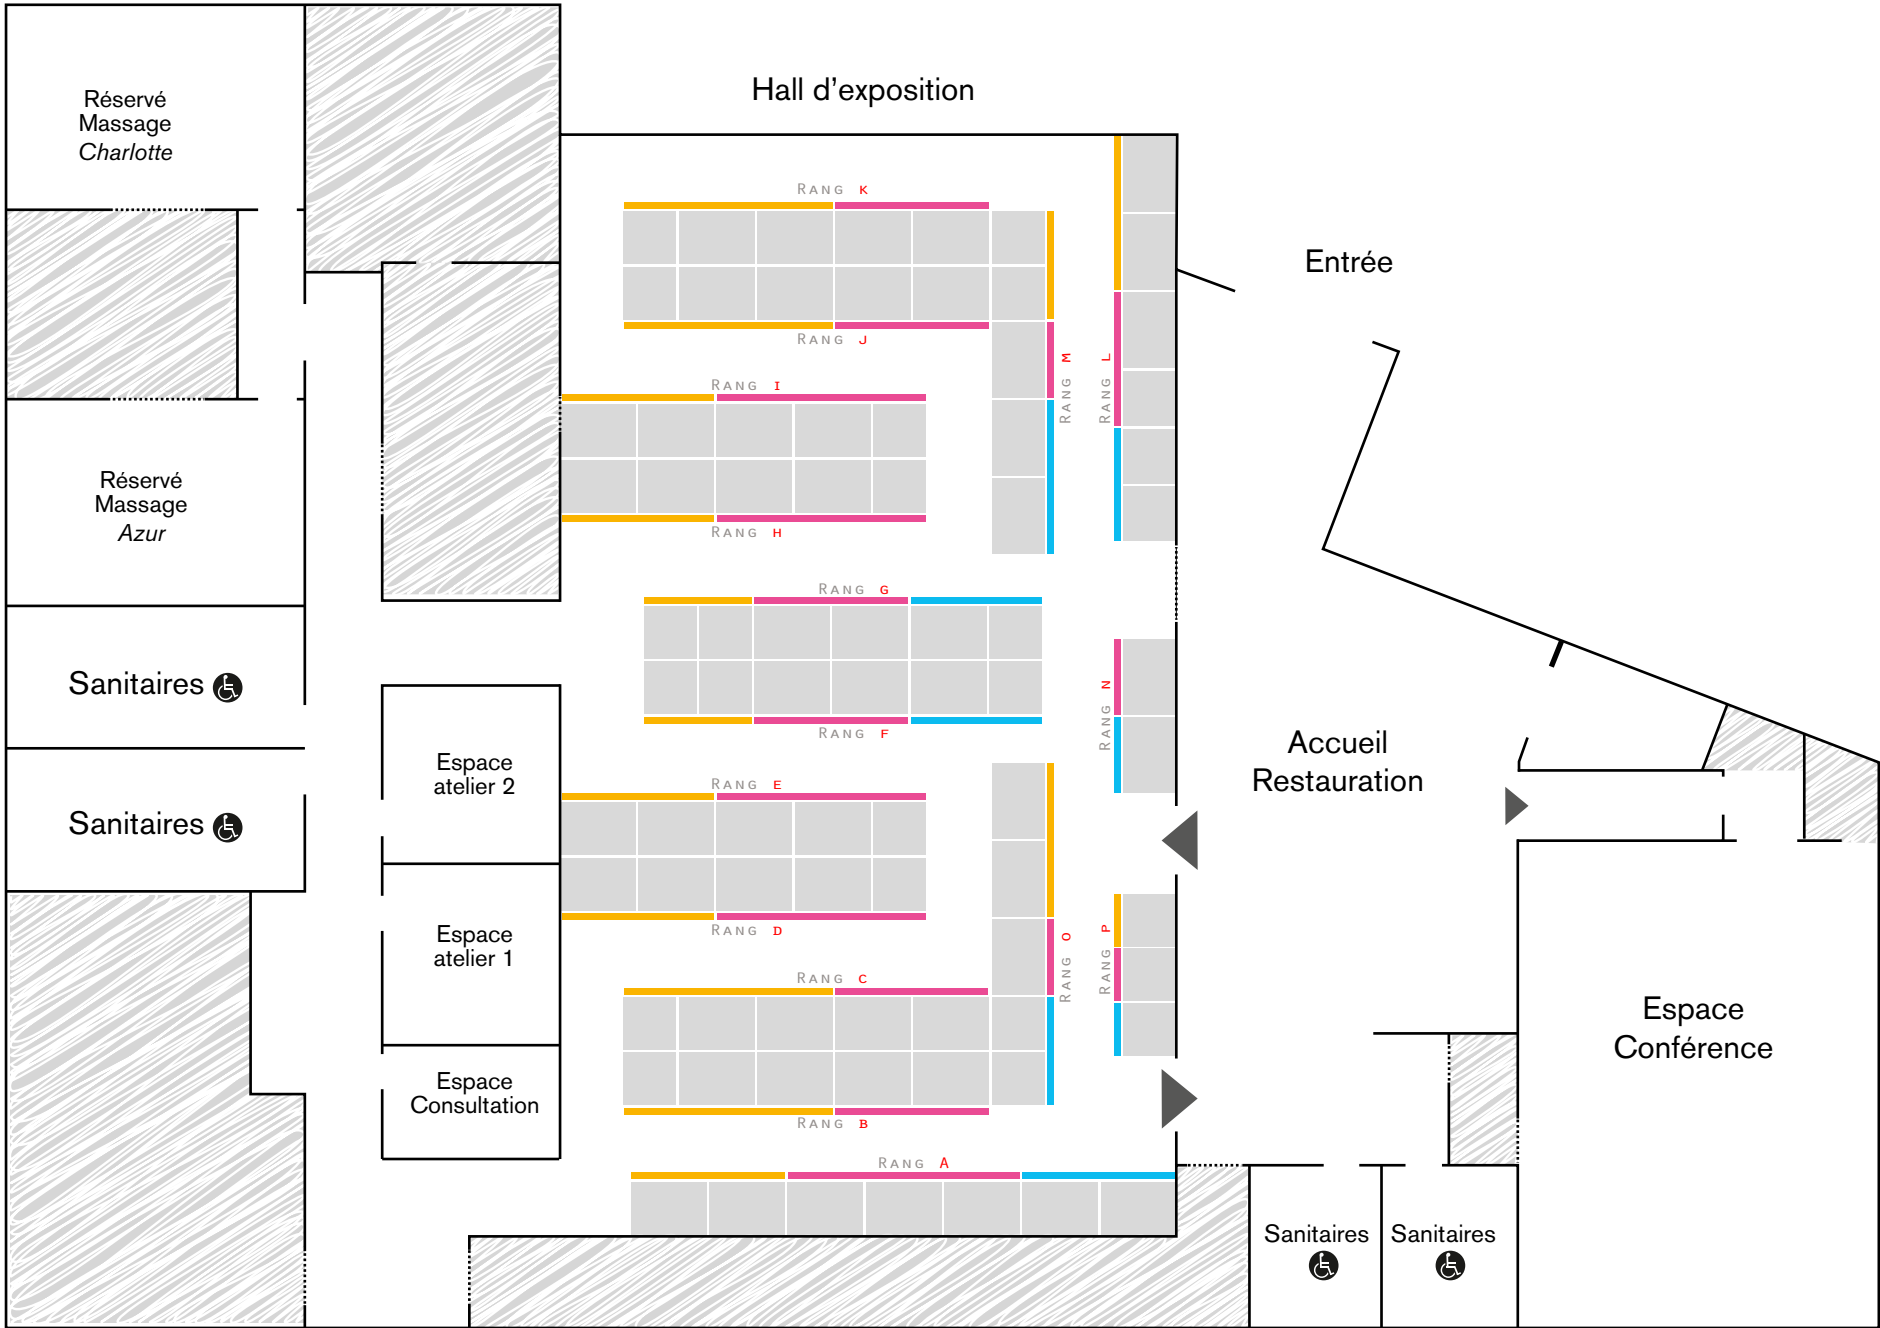 Hall d'exposition
Réservé
Massage
Charlotte
RANG K
Entrée
RANG J
RANG M
RANG L
RANG I
Réservé
Massage
Azur
RANG H
RANG G
Sanitaires
RANG N
RANG F
Accueil
Restauration
Espace
atelier 2
RANG E
Sanitaires
Espace
atelier 1
RANG D
RANG O
RANG P
RANG C
Espace
Conférence
Espace
Consultation
RANG B
RANG A
Sanitaires
Sanitaires